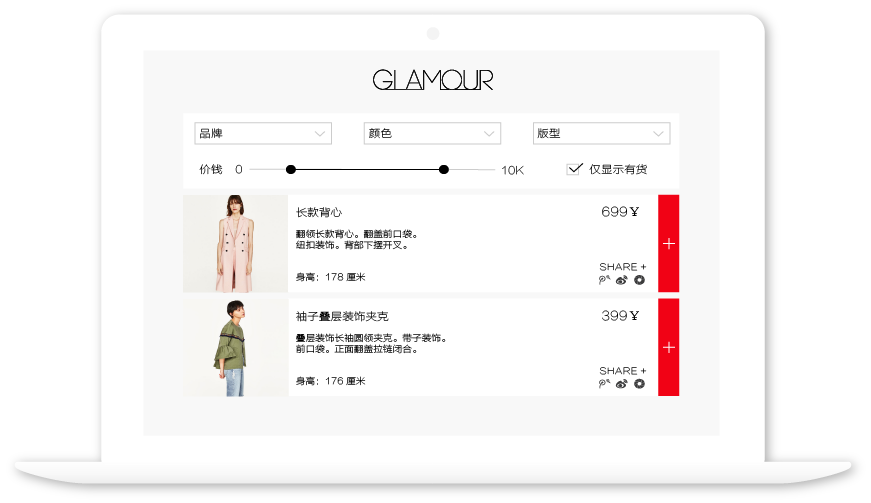 GLAMOUR
品牌 颜色 版型
价钱 0 10K 仅显示有货
长款背心 699¥
翻领长款背心。翻盖前口袋。
纽扣装饰。背部下摆开叉。
SHARE +
身高：178 厘米
+
袖子叠层装饰夹克 399¥
叠层装饰长袖圆领夹克。带子装饰。
前口袋。正面翻盖拉链闭合。
SHARE +
身高：176 厘米
+